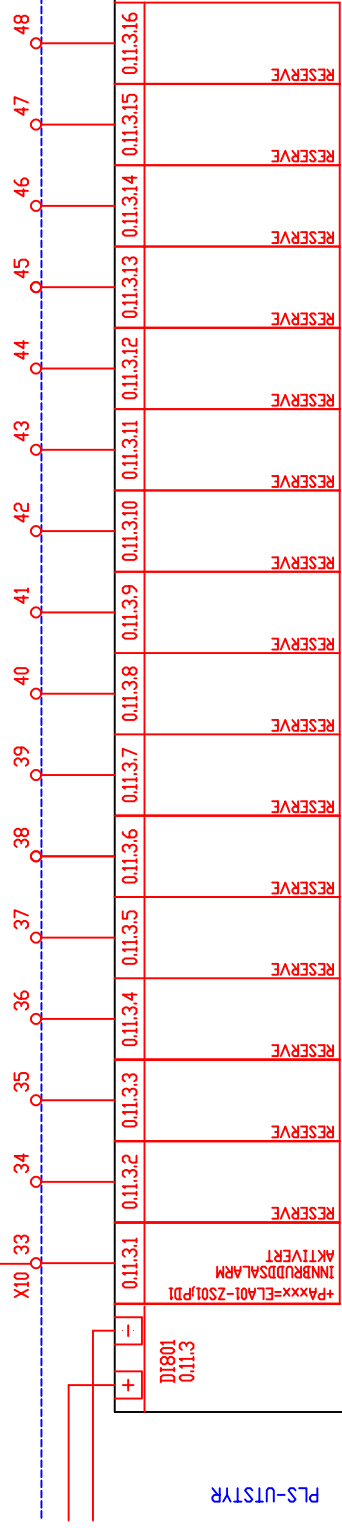 48
0.11.3.16
RESERVE
47
0.11.3.15
RESERVE
46
0.11.3.14
RESERVE
45
0.11.3.13
RESERVE
44
0.11.3.12
RESERVE
43
0.11.3.11
RESERVE
42
0.11.3.10
RESERVE
41
0.11.3.9
RESERVE
40
0.11.3.8
RESERVE
39
0.11.3.7
RESERVE
38
0.11.3.6
RESERVE
37
0.11.3.5
RESERVE
36
0.11.3.4
RESERVE
35
0.11.3.3
RESERVE
34
0.11.3.2
RESERVE
X10 33
0.11.3.1
+PAxxx=ELA01-ZS01;PD1
INNBRUDDSALARM
AKTIVERT
-
+
DI801
0.11.3
PLS-UTSTYR